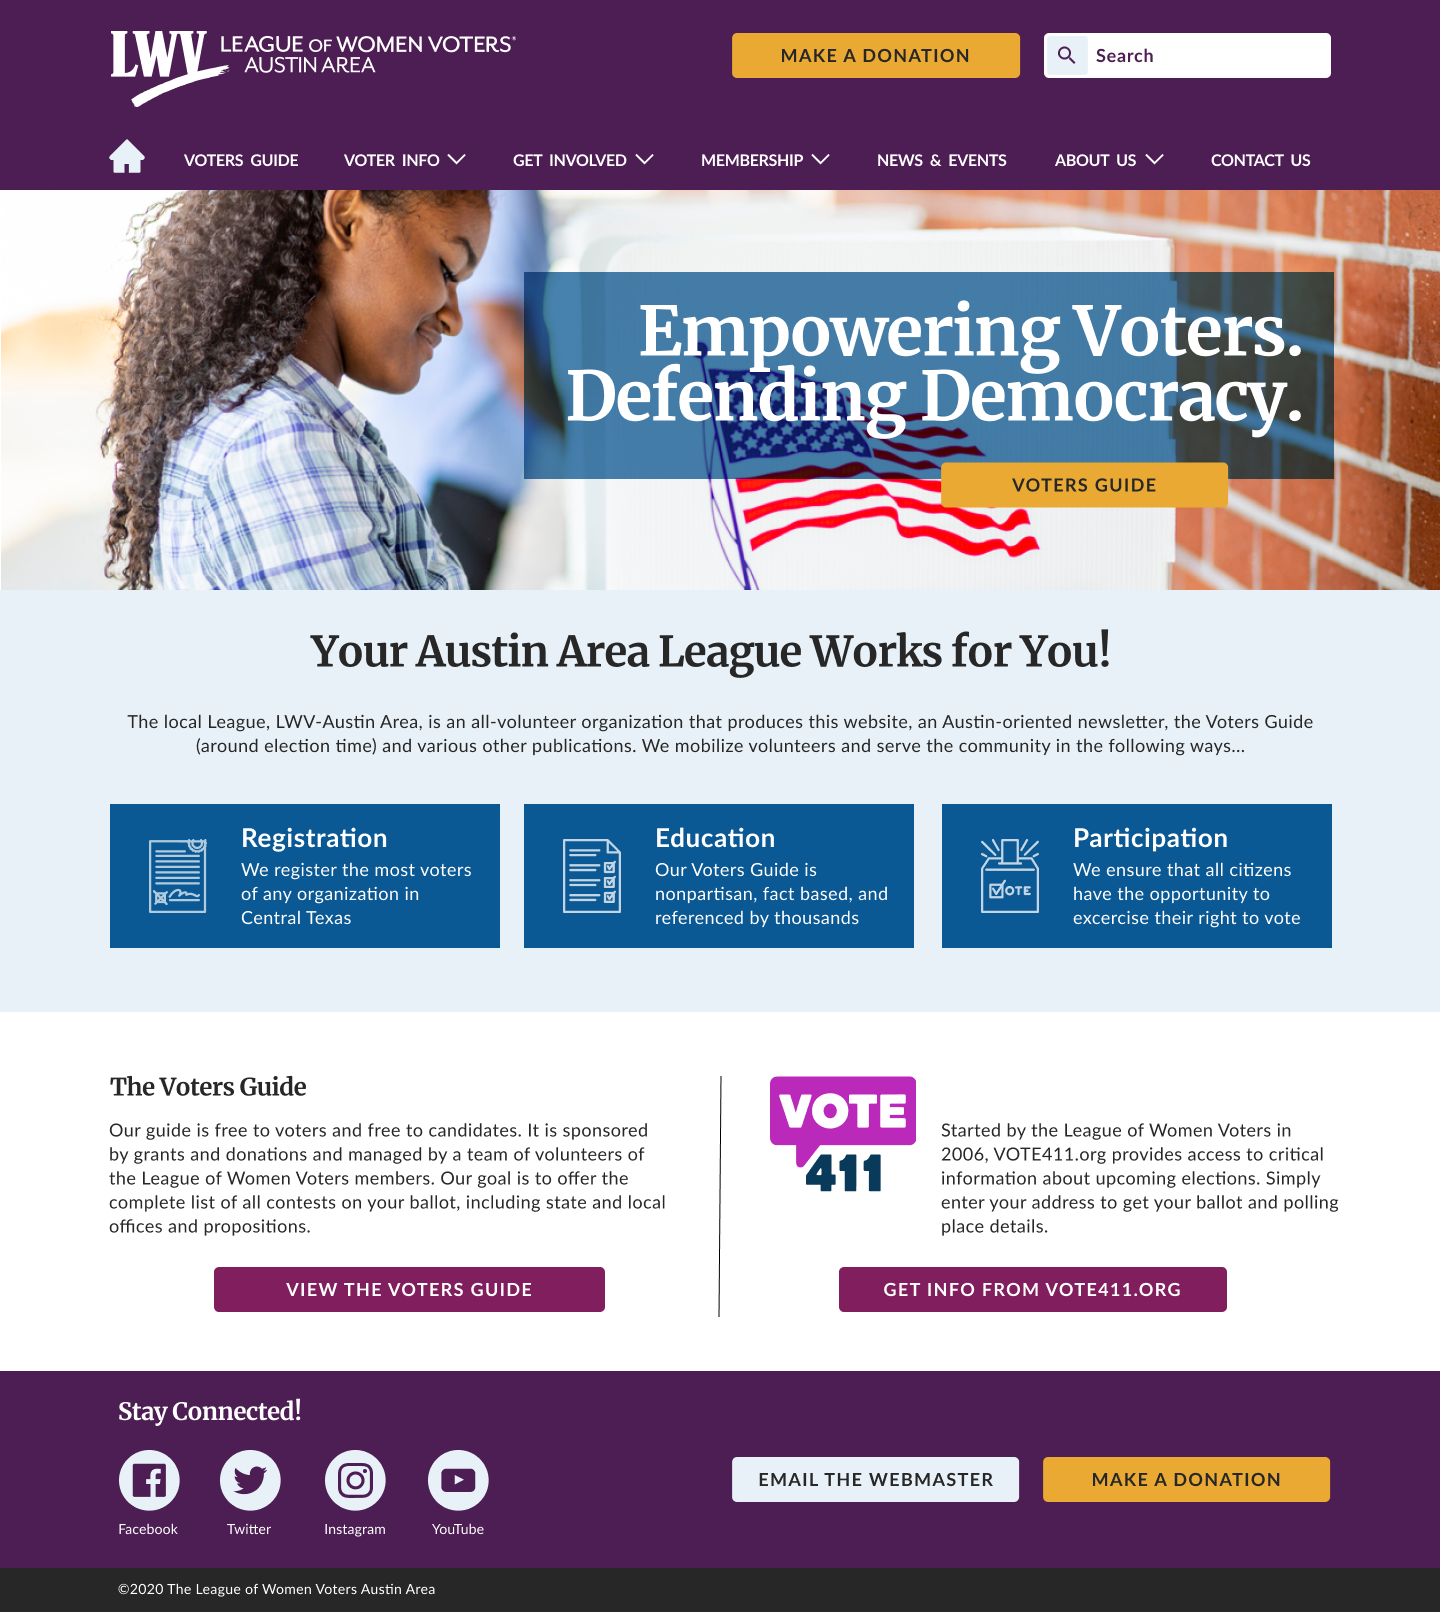 LWV LEAGUE OF WOMEN VOTERS®
AUSTIN AREA
MAKE A DONATION
Search
VOTERS GUIDE
VOTER INFO
GET INVOLVED
MEMBERSHIP
NEWS & EVENTS
ABOUT US
CONTACT US
Empowering Voters.
Defending Democracy.
VOTERS GUIDE
Your Austin Area League Works for You!
The local League, LWV-Austin Area, is an all-volunteer organization that produces this website, an Austin-oriented newsletter, the Voters Guide
(around election time) and various other publications. We mobilize volunteers and serve the community in the following ways...
Registration
We register the most voters
of any organization in
Central Texas
Education
Our Voters Guide is
nonpartisan, fact based, and
referenced by thousands
VOTE
Participation
We ensure that all citizens
have the opportunity to
excercise their right to vote
The Voters Guide
Our guide is free to voters and free to candidates. It is sponsored
by grants and donations and managed by a team of volunteers of
the League of Women Voters members. Our goal is to offer the
complete list of all contests on your ballot, including state and local
offices and propositions.
VIEW THE VOTERS GUIDE
VOTE
411
Started by the League of Women Voters in
2006, VOTE411.org provides access to critical
information about upcoming elections. Simply
enter your address to get your ballot and polling
place details.
GET INFO FROM VOTE411.ORG
Stay Connected!
Facebook
Twitter
Instagram
YouTube
EMAIL THE WEBMASTER
MAKE A DONATION
©2020 The League of Women Voters Austin Area